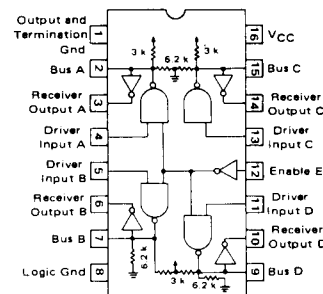 Output and
Termination
Gnd
1
16
VCC
3 k
3 k
6.2 k
Bus A
2
15
Bus C
Receiver
Output A
3
14
Receiver
Output C
Driver
Input A
4
13
Driver
Input C
Driver
Input B
5
12
Enable E
Receiver
Output B
6
11
Driver
Input D
Bus B
7
10
Receiver
Output D
Logic Gnd
8
9
Bus D
6.2 k
3 k
6.2 k